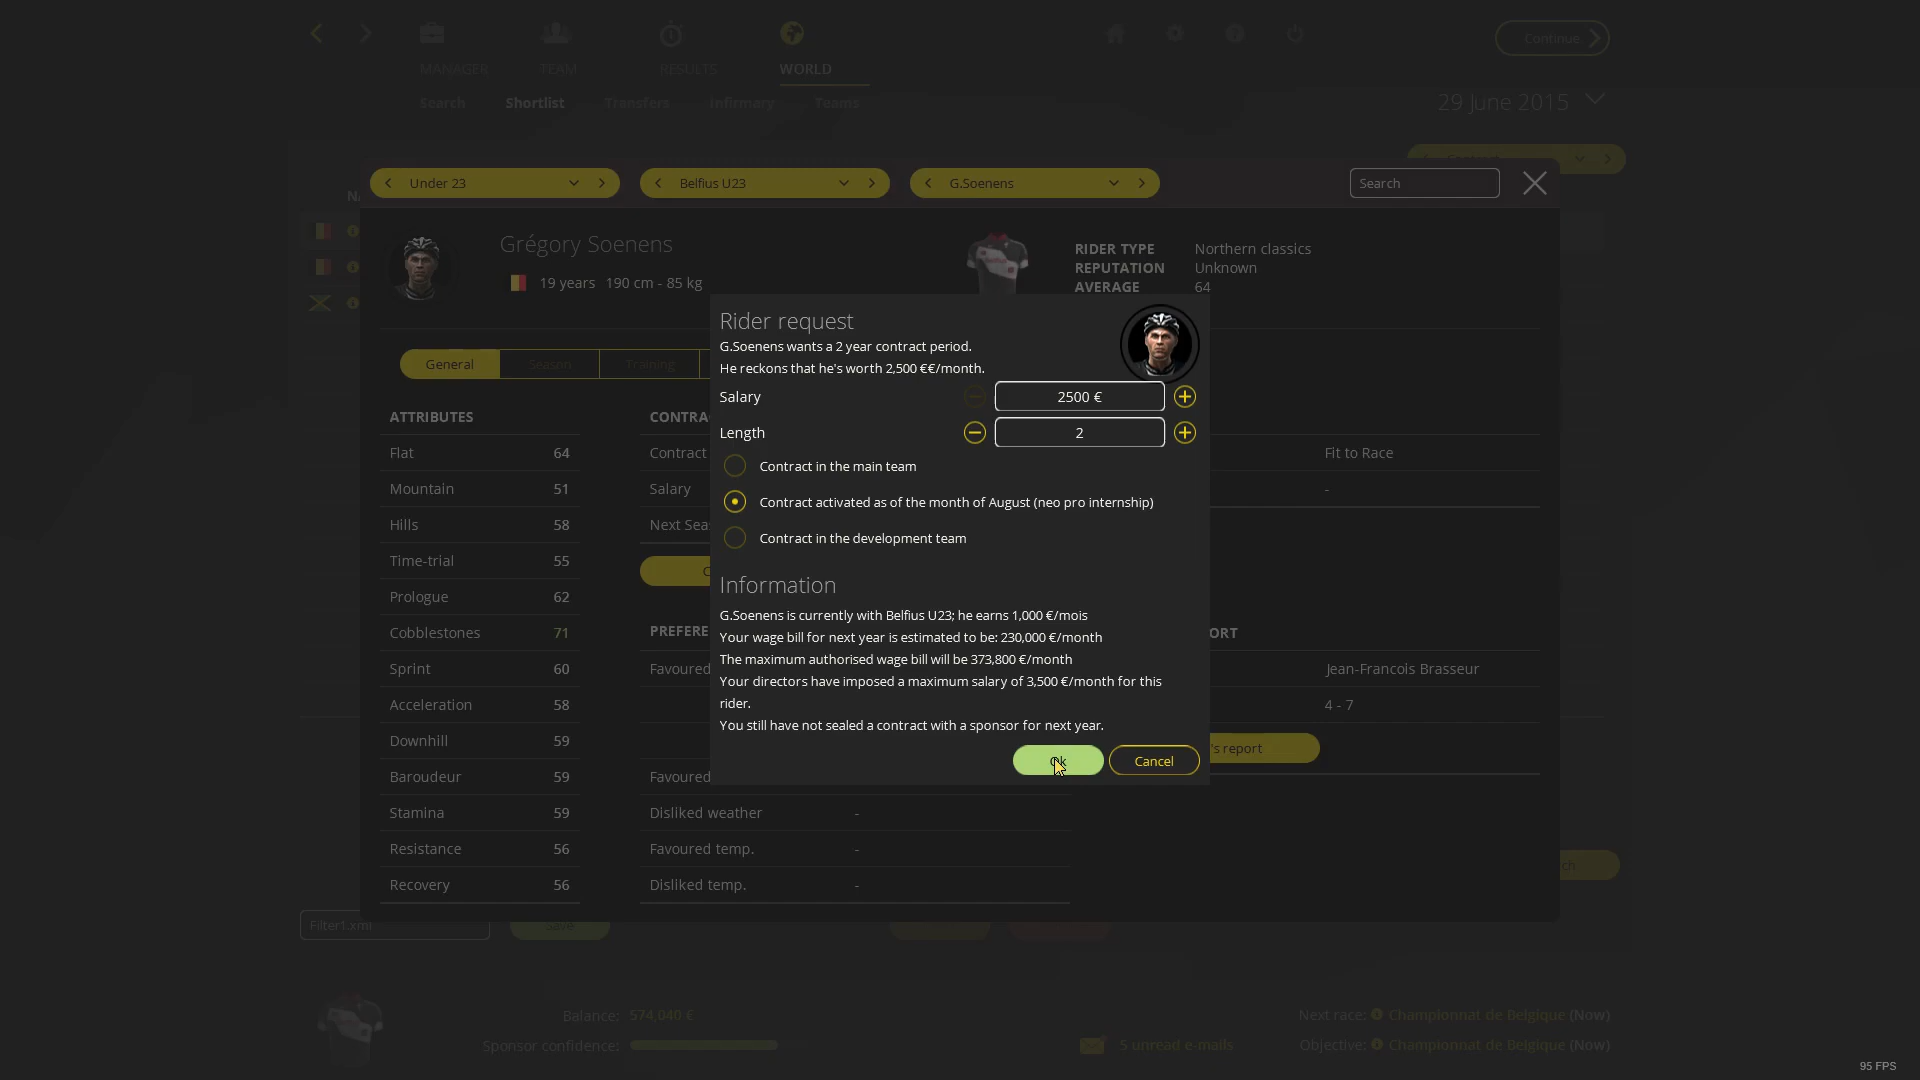 MANAGER
TEAM
RESULTS
WORLD
Continue
Search
Shortlist
Transfers
Infirmary
Teams
29 June 2015
Under 23
Belfius U23
G.Soenens
Search
Grégory Soenens
19 years 190 cm - 85 kg
RIDER TYPE Northern classics
REPUTATION Unknown
AVERAGE 64
General
Season
Training
Rider request
G.Soenens wants a 2 year contract period.
He reckons that he's worth 2,500 €€/month.
Salary 2500 €
Length 2
Contract in the main team
Contract activated as of the month of August (neo pro internship)
Contract in the development team
Information
G.Soenens is currently with Belfius U23; he earns 1,000 €/mois
Your wage bill for next year is estimated to be: 230,000 €/month
The maximum authorised wage bill will be 373,800 €/month
Your directors have imposed a maximum salary of 3,500 €/month for this
rider.
You still have not sealed a contract with a sponsor for next year.
Ok
Cancel
ATTRIBUTES
Flat 64
Mountain 51
Hills 58
Time-trial 55
Prologue 62
Cobblestones 71
Sprint 60
Acceleration 58
Downhill 59
Baroudeur 59
Stamina 59
Resistance 56
Recovery 56
CONTRA
Contract
Salary
Next Sea
PREFERE
Favoured
Favoured
Disliked weather -
Favoured temp. -
Disliked temp. -
Fit to Race
-
ORT
Jean-Francois Brasseur
4 - 7
's report
ch
Filter1.xml
Save
Balance: 574,040 €
Sponsor confidence:
5 unread e-mails
Next race: Championnat de Belgique (Now)
Objective: Championnat de Belgique (Now)
95 FPS